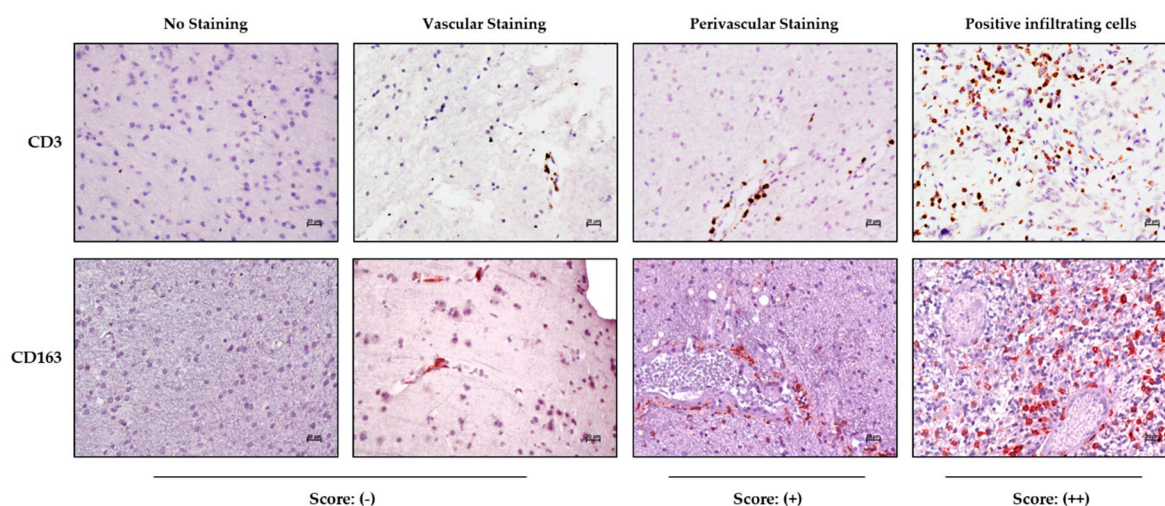 No Staining
Vascular Staining
Perivascular Staining
Positive infiltrating cells
CD3
CD163
Score: (-)
Score: (+)
Score: (++)